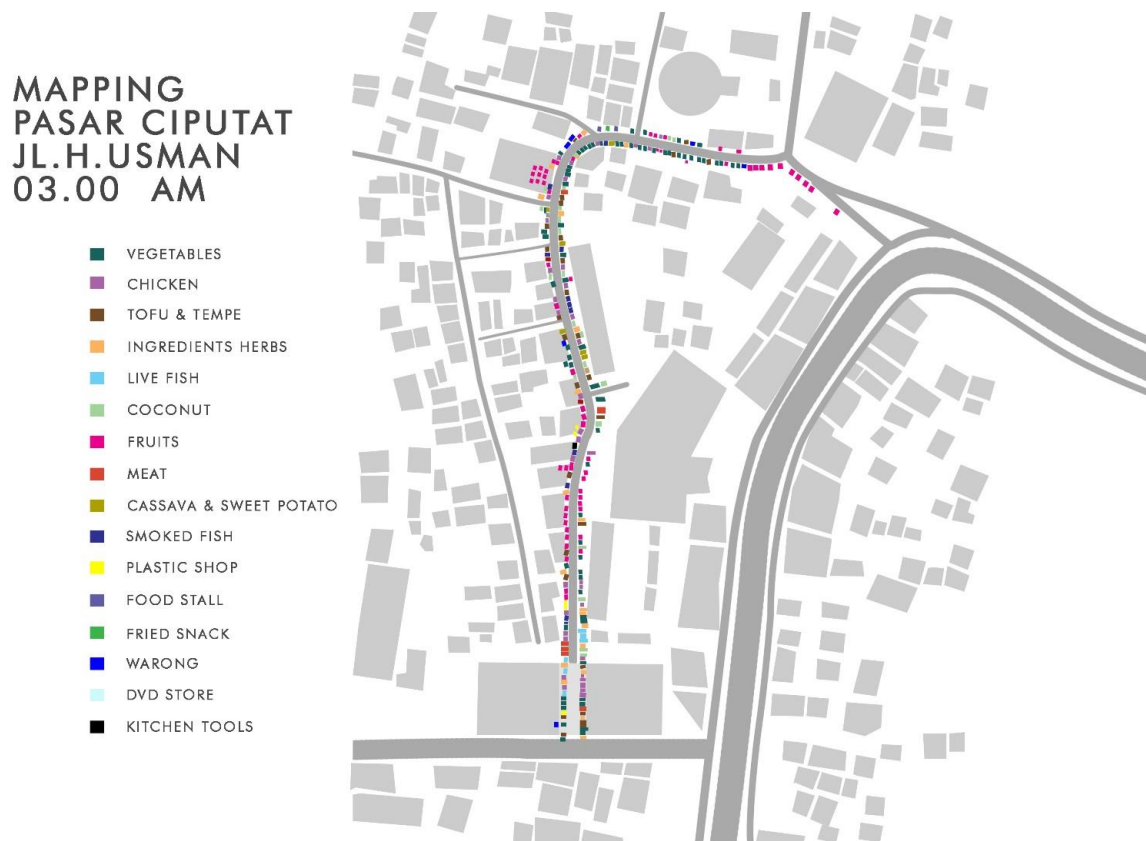 MAPPING
PASAR CIPUTAT
JL.H.USMAN
03.00 AM
VEGETABLES
CHICKEN
TOFU & TEMPE
INGREDIENTS HERBS
LIVE FISH
COCONUT
FRUITS
MEAT
CASSAVA & SWEET POTATO
SMOKED FISH
PLASTIC SHOP
FOOD STALL
FRIED SNACK
WARONG
DVD STORE
KITCHEN TOOLS